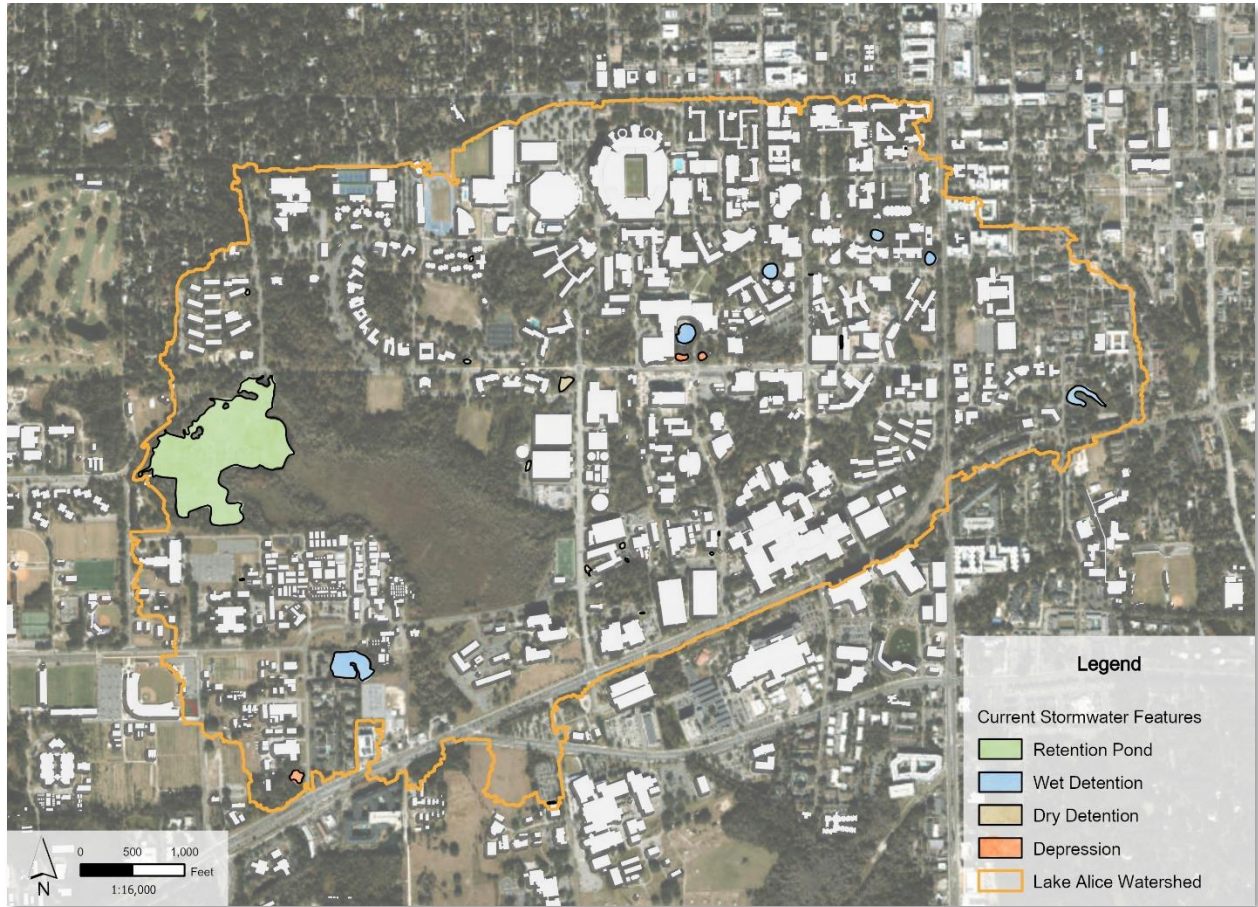 Legend
Current Stormwater Features
Retention Pond
Wet Detention
Dry Detention
Depression
Lake Alice Watershed
0 500 1,000
Feet
1:16,000
N